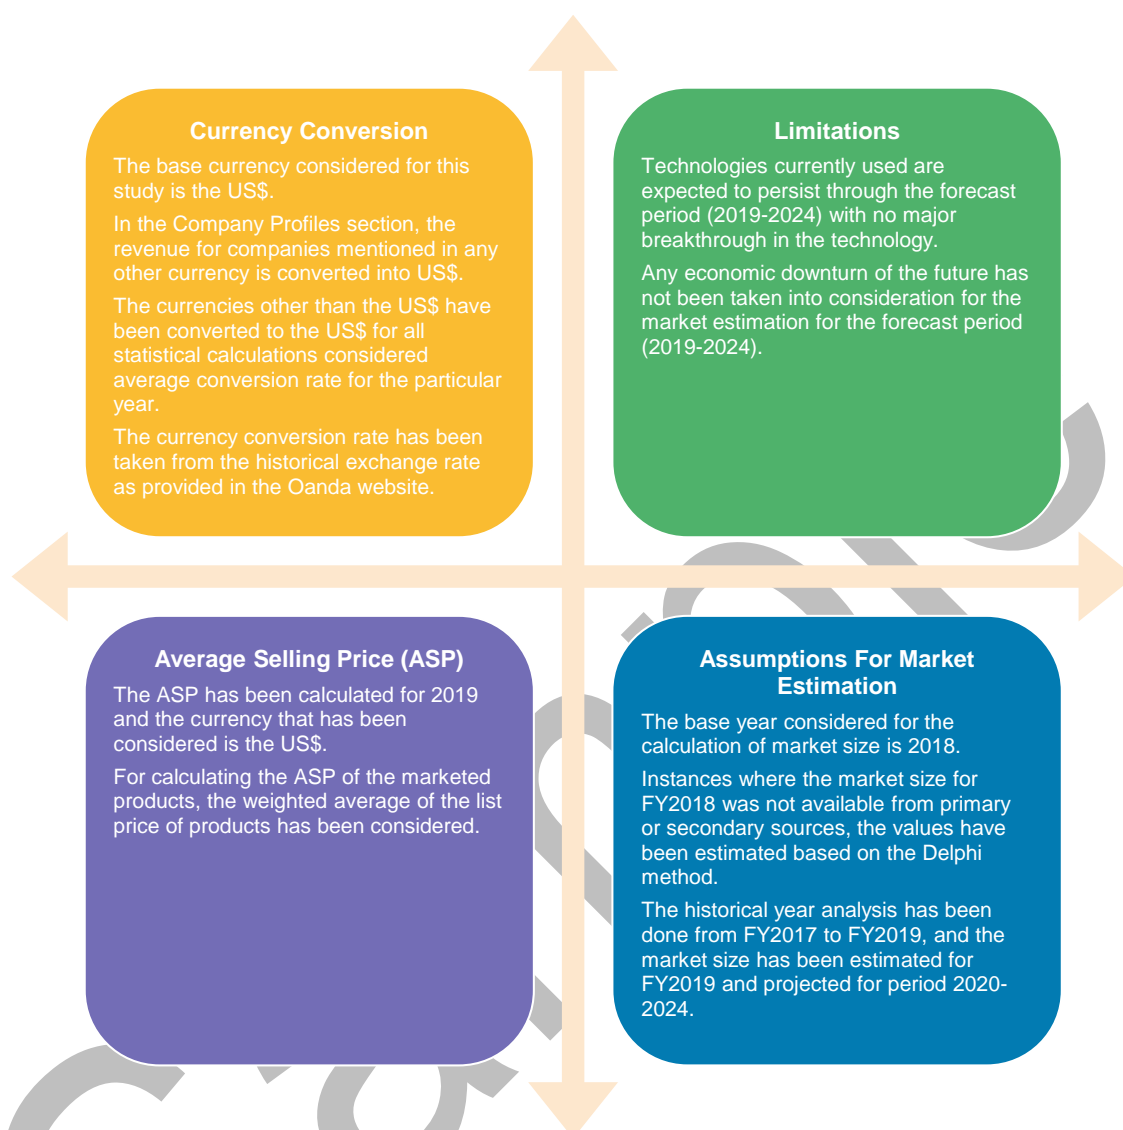 Currency Conversion
The base currency considered for this
study is the US$.
In the Company Profiles section, the
revenue for companies mentioned in any
other currency is converted into US$.
The currencies other than the US$ have
been converted to the US$ for all
statistical calculations considered
average conversion rate for the particular
year.
The currency conversion rate has been
taken from the historical exchange rate
as provided in the Oanda website.
Limitations
Technologies currently used are
expected to persist through the forecast
period (2019-2024) with no major
breakthrough in the technology.
Any economic downturn of the future has
not been taken into consideration for the
market estimation for the forecast period
(2019-2024).
Average Selling Price (ASP)
The ASP has been calculated for 2019
and the currency that has been
considered is the US$.
For calculating the ASP of the marketed
products, the weighted average of the list
price of products has been considered.
Assumptions For Market
Estimation
The base year considered for the
calculation of market size is 2018.
Instances where the market size for
FY2018 was not available from primary
or secondary sources, the values have
been estimated based on the Delphi
method.
The historical year analysis has been
done from FY2017 to FY2019, and the
market size has been estimated for
FY2019 and projected for period 2020-
2024.